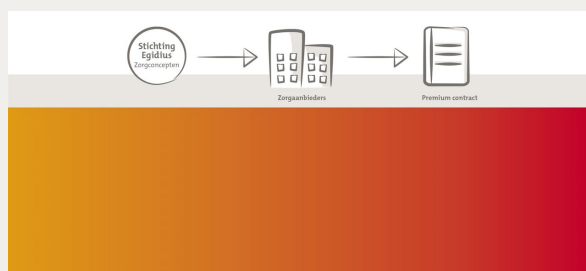 Stichting
Egidius
Zorgconcepten
Zorgaanbieders
Premium contract